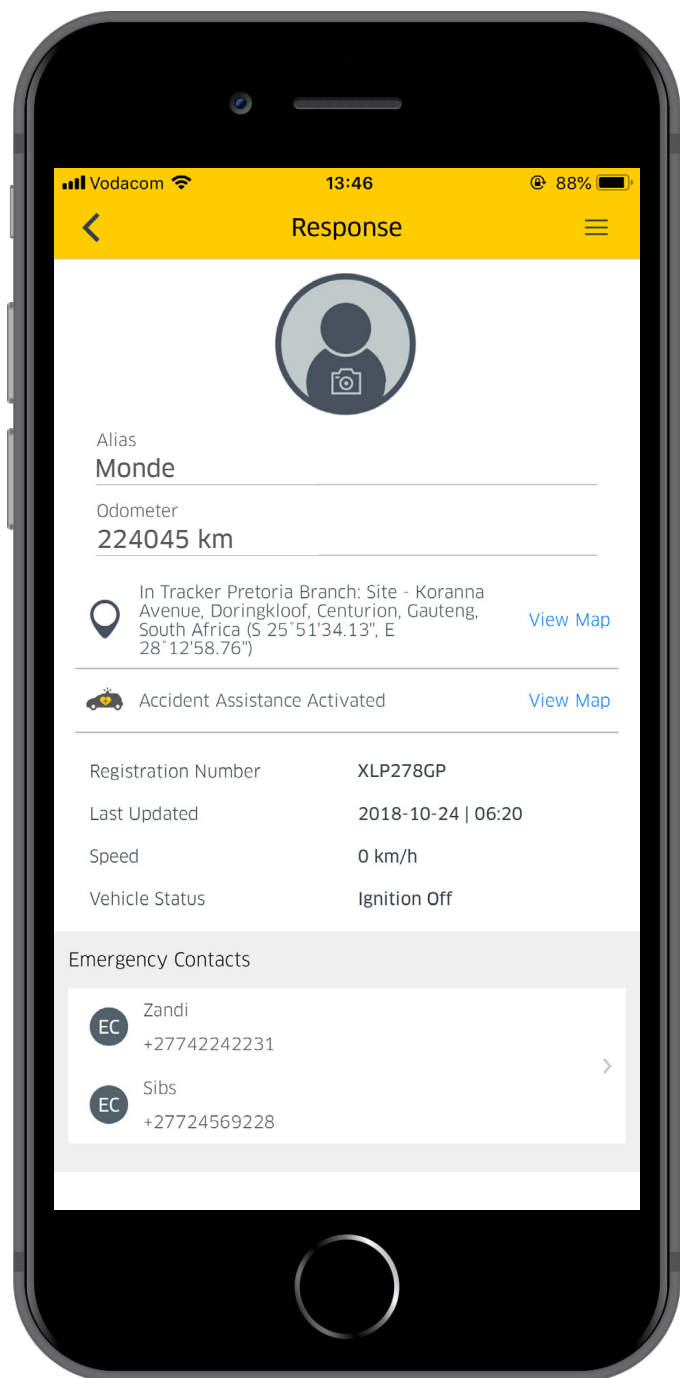 Vodacom 13:46 88%
Response
Alias
Monde
Odometer
224045 km
In Tracker Pretoria Branch: Site - Koranna
Avenue, Doringkloof, Centurion, Gauteng,
South Africa (S 25°51'34.13", E
28°12'58.76")
View Map
Accident Assistance Activated View Map
Registration Number XLP278GP
Last Updated 2018-10-24 | 06:20
Speed 0 km/h
Vehicle Status Ignition Off
Emergency Contacts
EC Zandi
+27742242231
EC Sibs
+27724569228